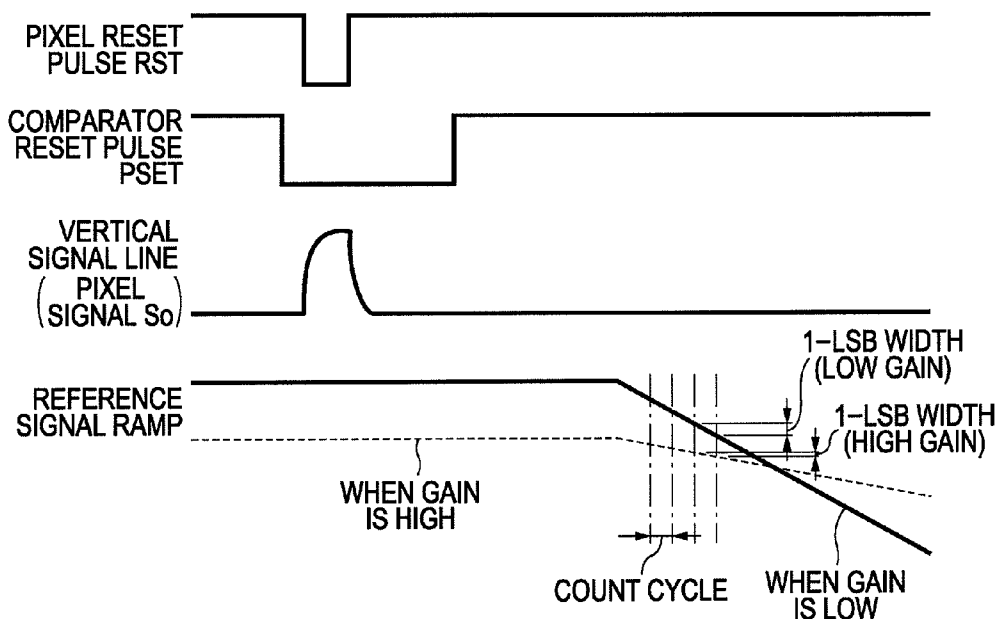 PIXEL RESET
PULSE RST
COMPARATOR
RESET PULSE
PSET
VERTICAL
SIGNAL LINE
(PIXEL
SIGNAL So)
1-LSB WIDTH
(LOW GAIN)
REFERENCE
SIGNAL RAMP
1-LSB WIDTH
(HIGH GAIN)
WHEN GAIN
IS HIGH
COUNT CYCLE
WHEN GAIN
IS LOW